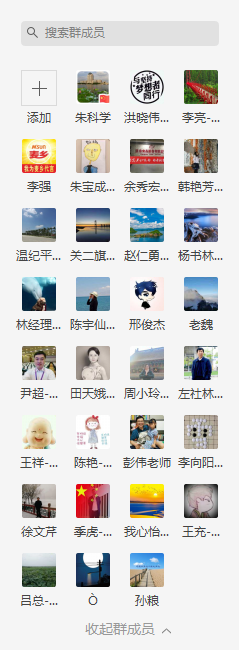 搜索群成员
添加 朱科学 洪晓伟... 李亮-...
李强 朱宝成... 余秀宏... 韩艳芳...
温纪平... 关二旗... 赵仁勇... 杨书林...
林经理... 陈字仙... 邢俊杰 老魏
尹超-... 田天娥... 周小玲... 左社林...
王祥-... 陈艳-... 彭伟老师 李向阳...
徐文芹 季虎-... 我心怡... 王充-...
吕总-... Ò 孙粮
收起群成员